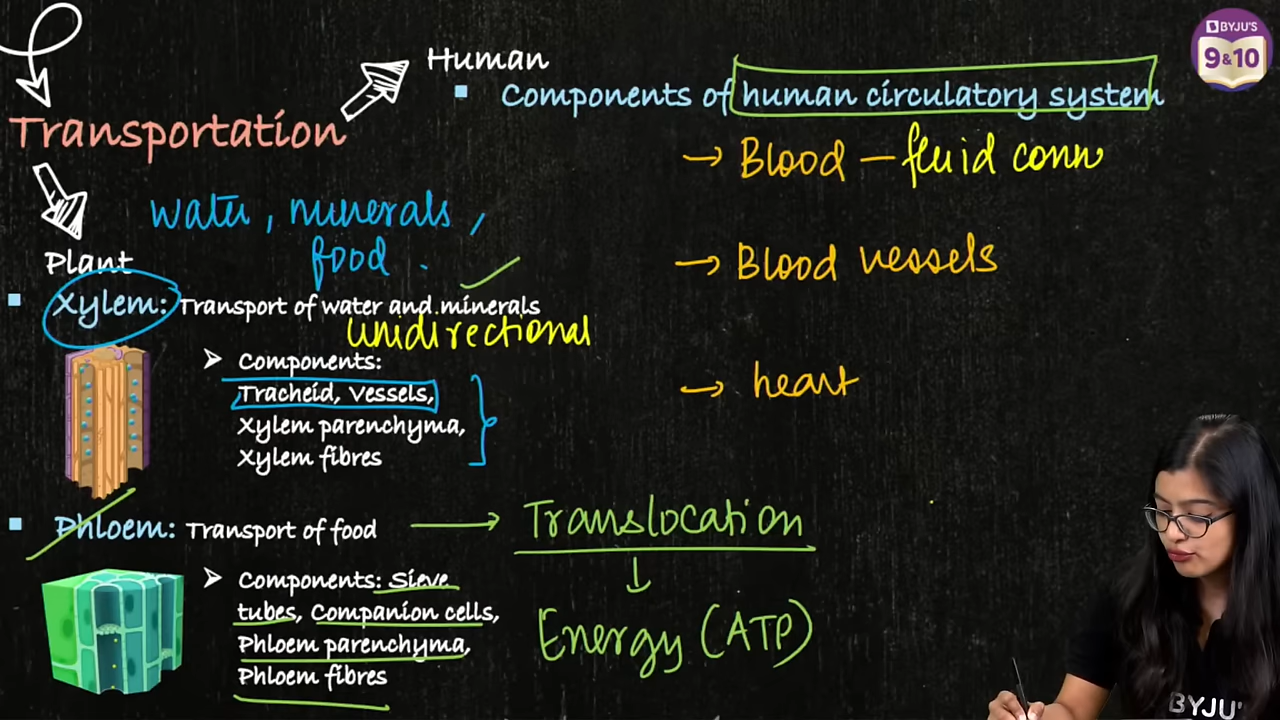 BYJU'S
9&10
Human
Components of human circulatory system
Transportation
→ Blood — fluid conn
water, minerals,
food.
→ Blood vessels
Plant
Xylem: Transport of water and minerals
Unidirectional
Components:
Tracheid, Vessels,
Xylem parenchyma,
Xylem fibres
→ heart
Phloem: Transport of food → Translocation
Energy (ATP)
Components: Sieve
tubes, Companion cells,
Phloem parenchyma,
Phloem fibres
BYJU'